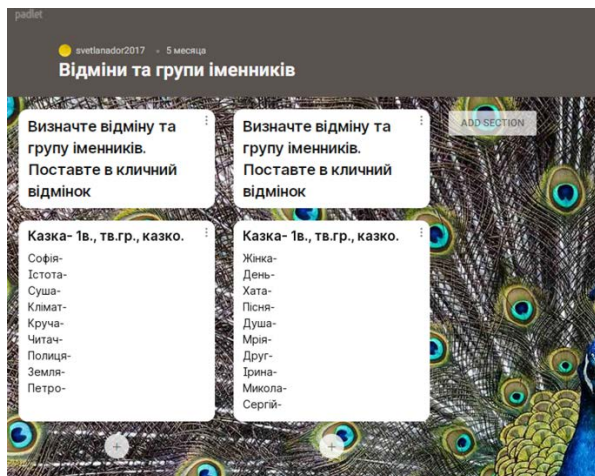 padlet
svetlanador2017 • 5 месяца
Відміни та групи іменників
Визначте відміну та
групу іменників.
Поставте в кличний
відмінок
Казка- 1в., тв.гр., казко.
Софія-
Істота-
Суша-
Клімат-
Круча-
Читач-
Полиця-
Земля-
Петро-
Визначте відміну та
групу іменників.
Поставте в кличний
відмінок
Казка- 1в., тв.гр., казко.
Жінка-
День-
Хата-
Пісня-
Душа-
Мрія-
Друг-
Ірина-
Микола-
Сергій-
ADD SECTION